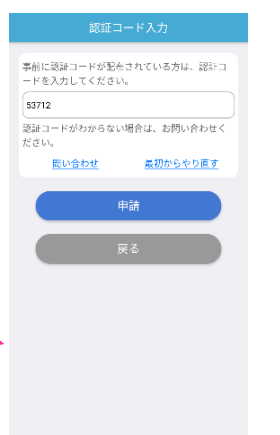 認証コード入力
事前に認証コードが配布されている方は、認証コ
ードを入力してください。
53712
認証コードがわからない場合は、お問い合わせく
ださい。
問い合わせ 最初からやり直す
申請
戻る